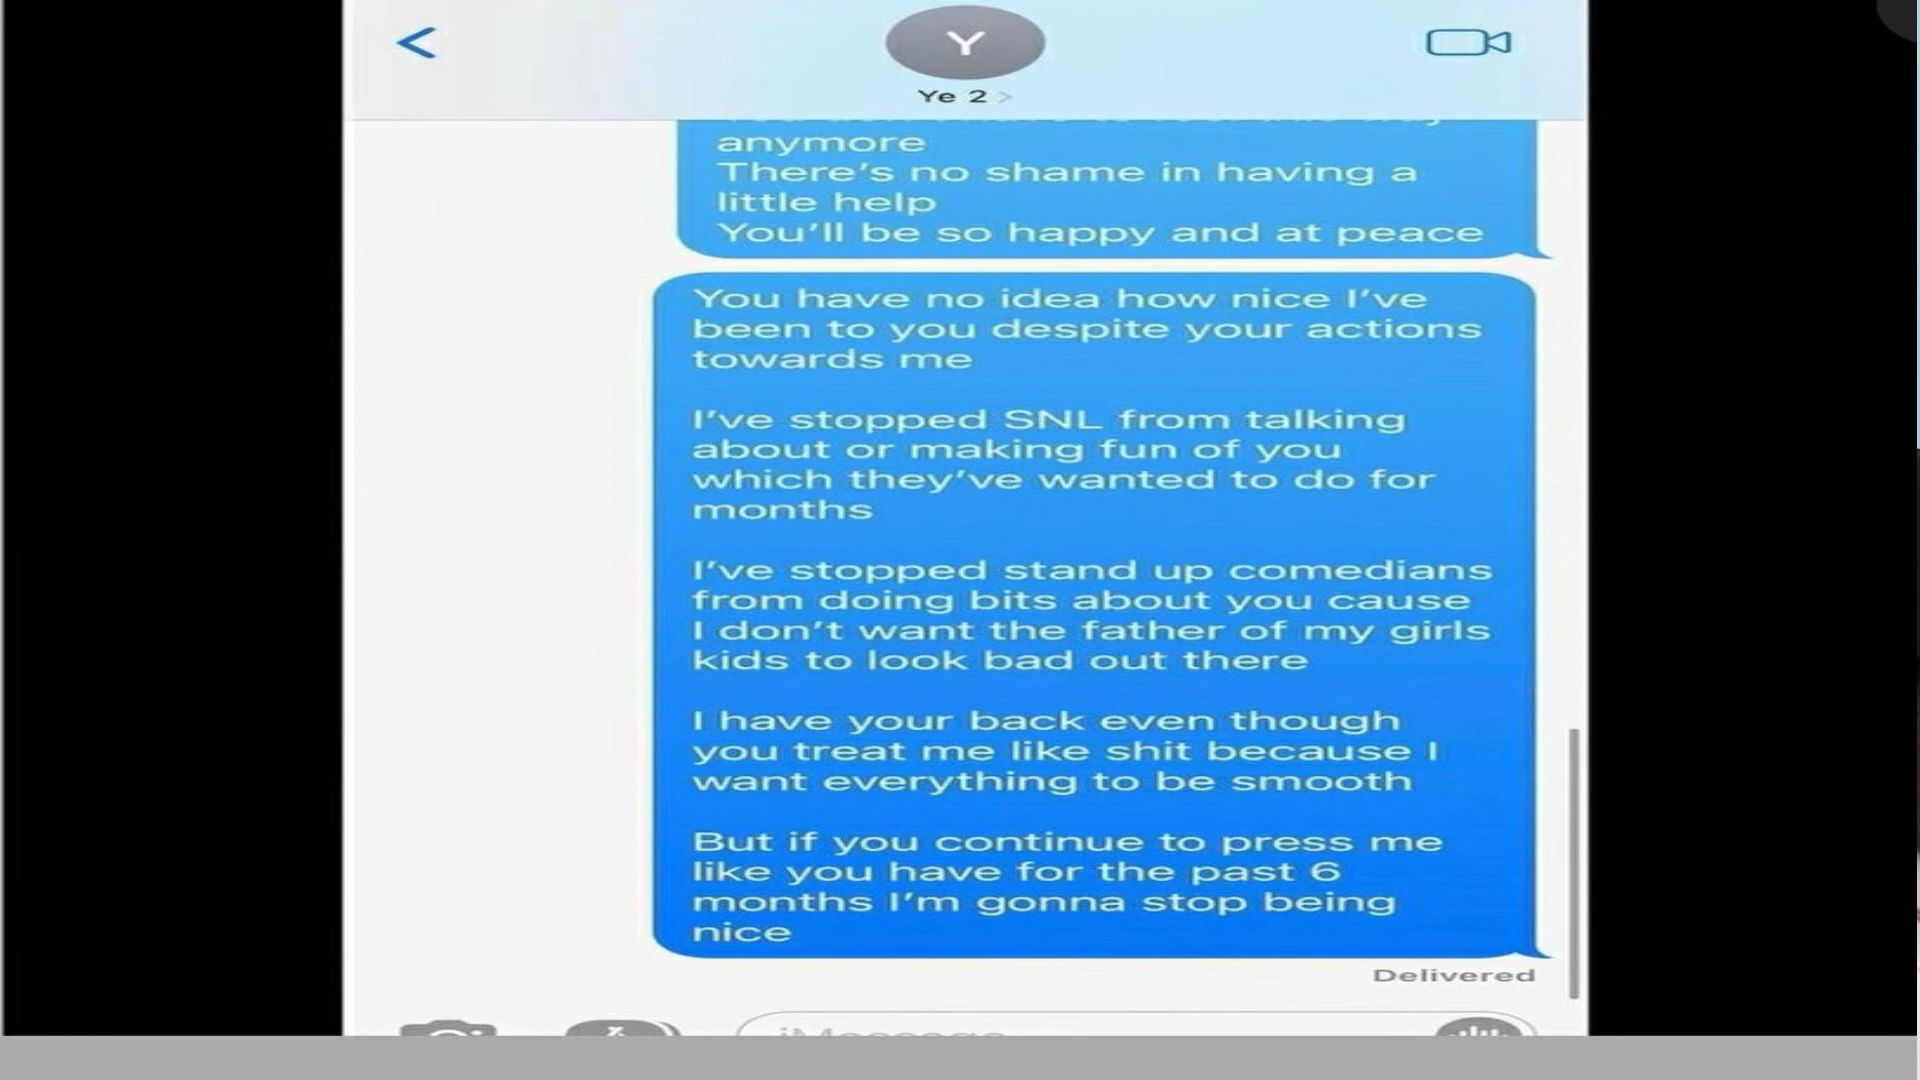 Y
Ye 2 >
anymore
There's no shame in having a
little help
You'll be so happy and at peace
You have no idea how nice I've
been to you despite your actions
towards me
I've stopped SNL from talking
about or making fun of you
which they've wanted to do for
months
I've stopped stand up comedians
from doing bits about you cause
I don't want the father of my girls
kids to look bad out there
I have your back even though
you treat me like shit because I
want everything to be smooth
But if you continue to press me
like you have for the past 6
months I'm gonna stop being
nice
Delivered
iMessage